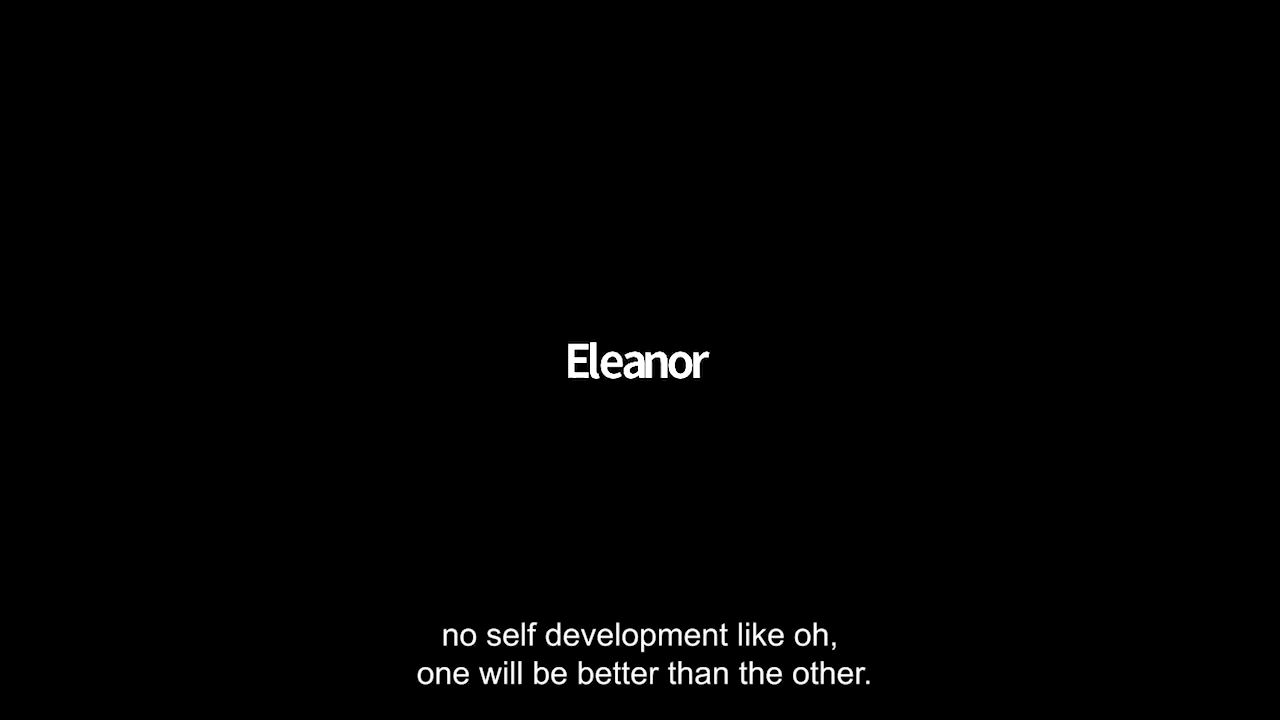 Eleanor
no self development like oh,
one will be better than the other.